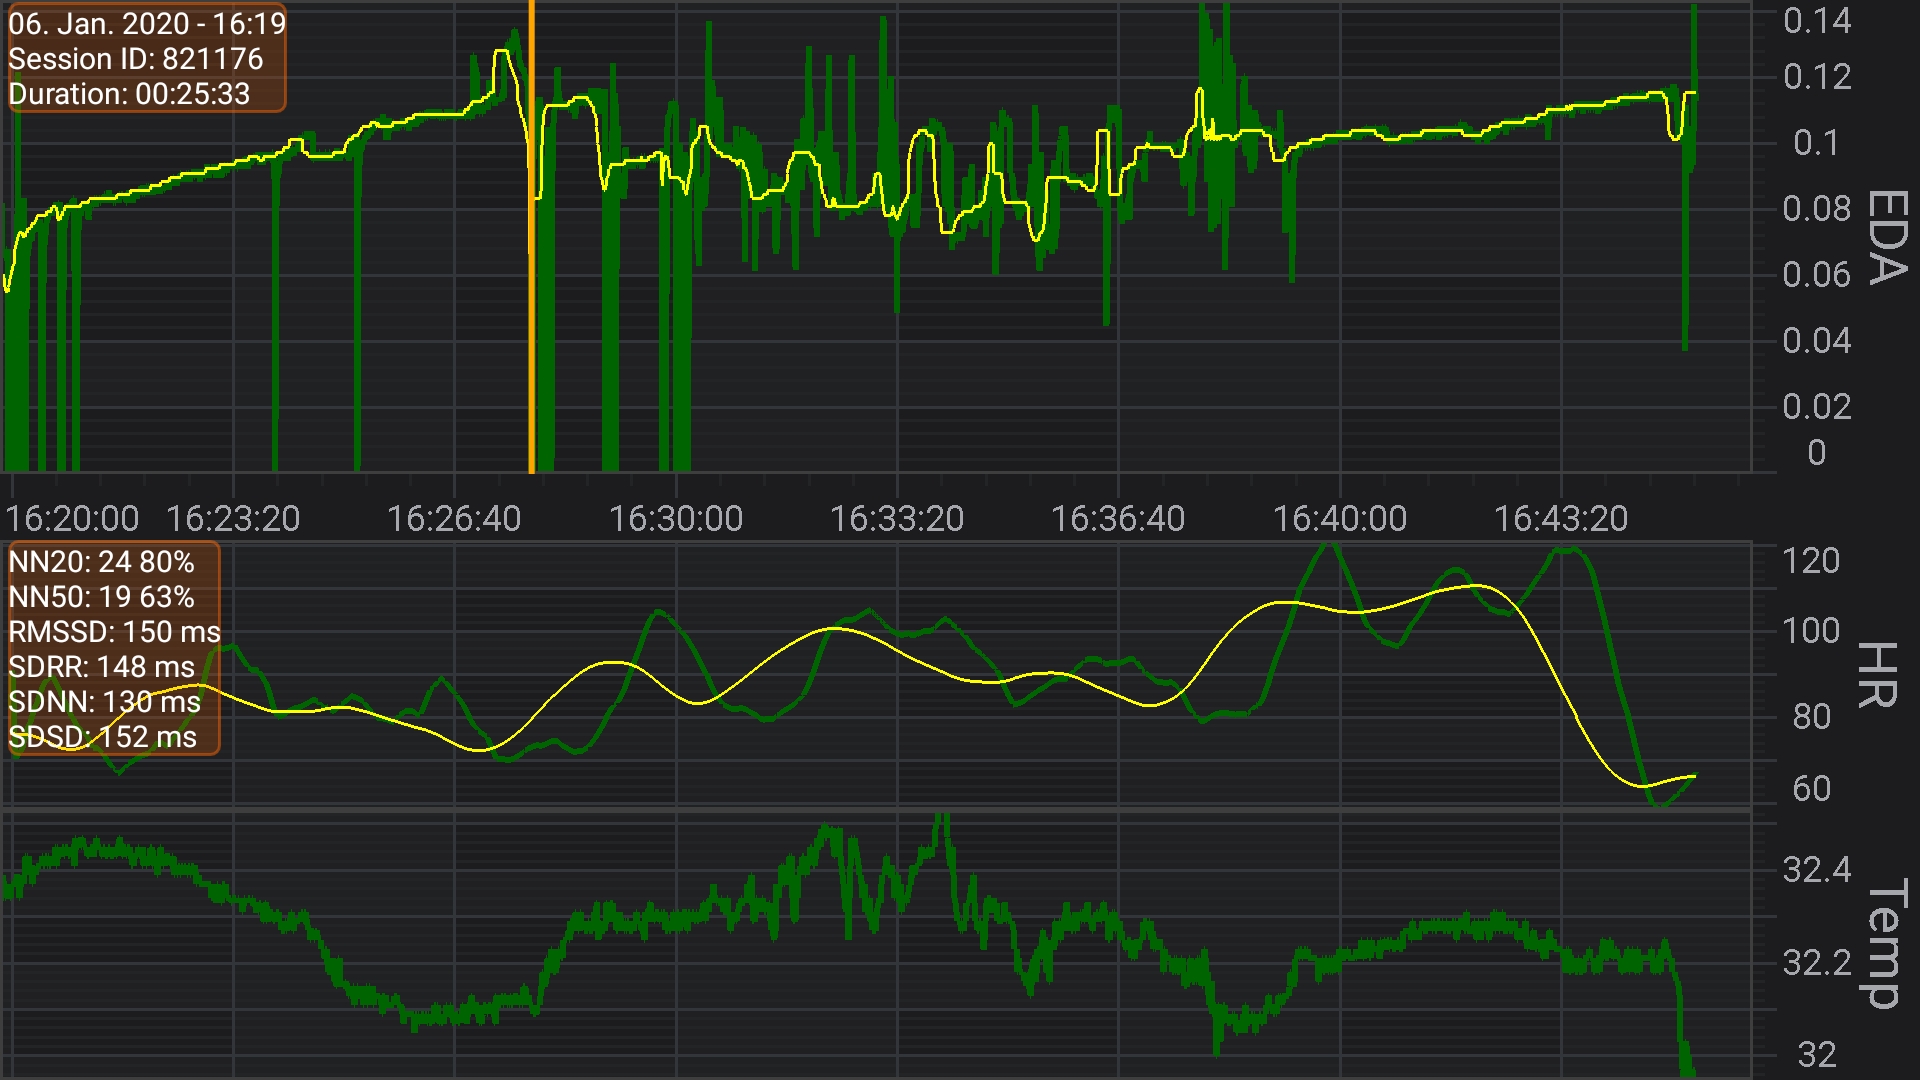 06. Jan. 2020 - 16:19
Session ID: 821176
Duration: 00:25:33
0.14
0.12
0.1
0.08
0.06
0.04
0.02
0
EDA
16:20:00 16:23:20 16:26:40 16:30:00 16:33:20 16:36:40 16:40:00 16:43:20
NN20: 24 80%
NN50: 19 63%
RMSSD: 150 ms
SDRR: 148 ms
SDNN: 130 ms
SDSD: 152 ms
120
100
80
60
HR
32.4
32.2
32
Temp